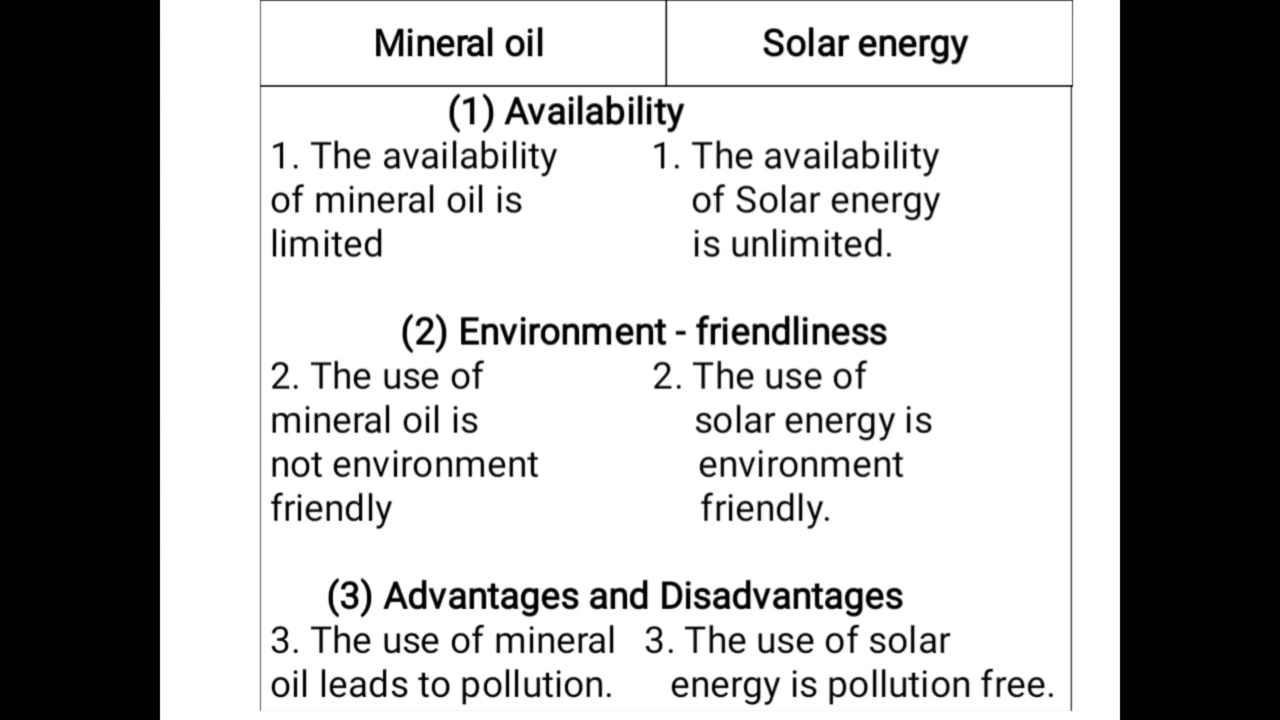 Mineral oil
Solar energy
(1) Availability
1. The availability
of mineral oil is
limited
1. The availability
of Solar energy
is unlimited.
(2) Environment - friendliness
2. The use of
mineral oil is
not environment
friendly
2. The use of
solar energy is
environment
friendly.
(3) Advantages and Disadvantages
3. The use of mineral
oil leads to pollution.
3. The use of solar
energy is pollution free.